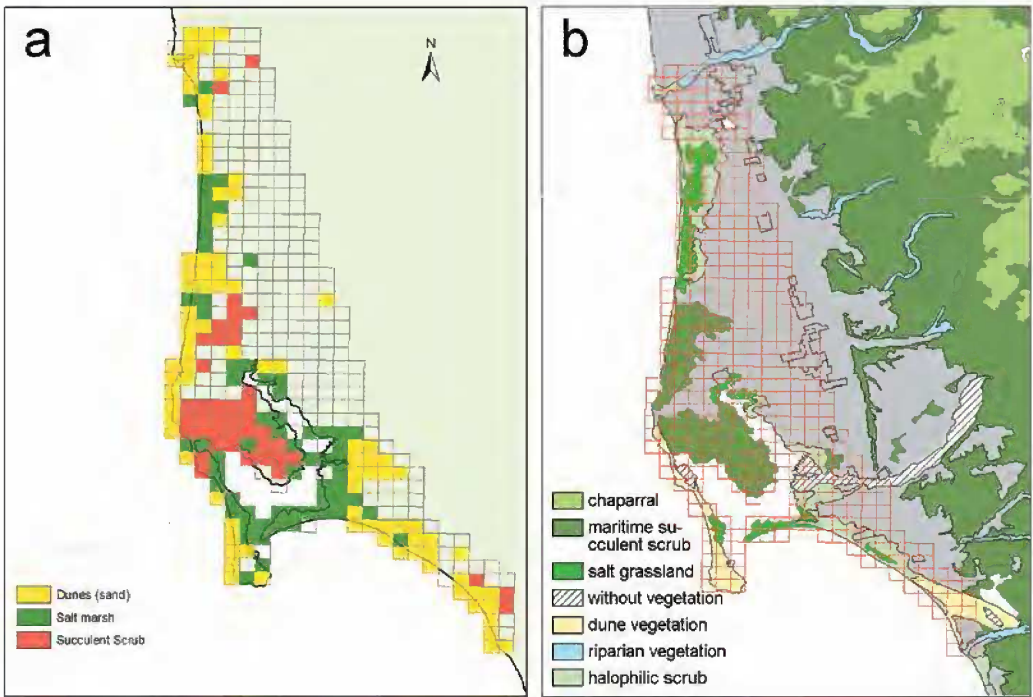 a
N
Dunes (sand)
Salt marsh
Succulent Scrub
b
chaparral
maritime su-
cculent scrub
salt grassland
without vegetation
dune vegetation
riparian vegetation
halophilic scrub